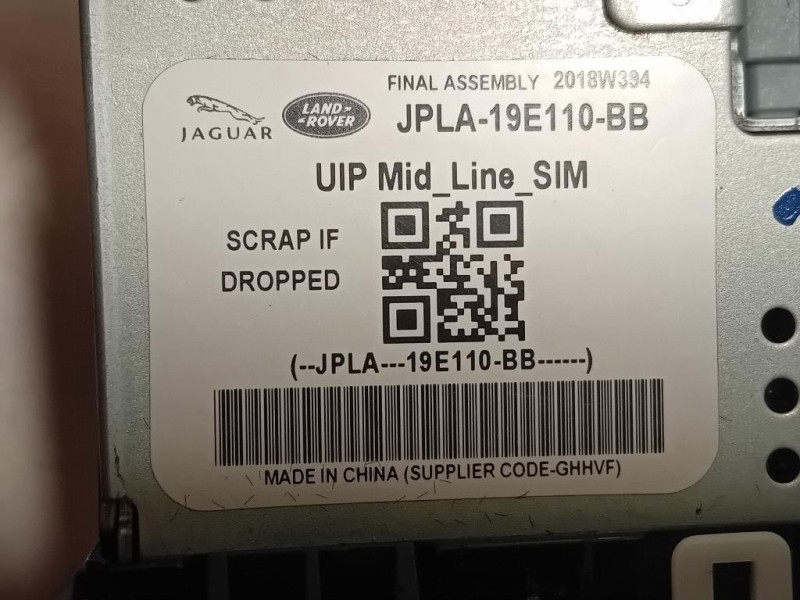 FINAL ASSEMBLY 2018W394
JAGUAR
LAND-
-ROVER
JPLA-19E110-BB
UIP Mid_Line_SIM
SCRAP IF
DROPPED
(--JPLA---19E110-BB------)
MADE IN CHINA (SUPPLIER CODE-GHHVF)